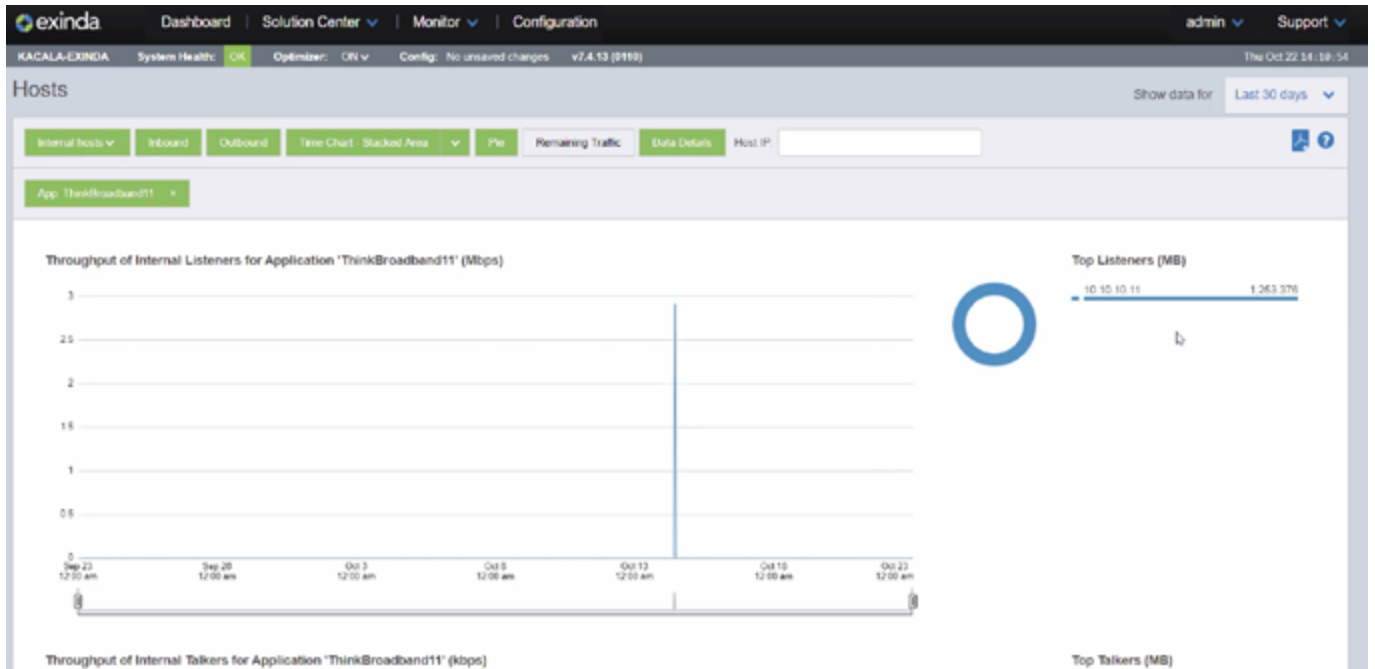 exinda Dashboard | Solution Center | Monitor | Configuration admin Support
KACALA-EXINDA System Health: OK Optimizer: ON Config: No unsaved changes v7.4.13 (0110) Thu Oct 22 14:10:54
Hosts Show data for Last 30 days
Internal hosts Inbound Outbound Time Chart - Stacked Area Pie Remaining Traffic Data Details Host IP:
App: ThinkBroadband11 ×
Throughput of Internal Listeners for Application 'ThinkBroadband11' (Mbps)
3
2.5
2
1.5
1
0.5
0
Sep 23 Sep 28 Oct 3 Oct 8 Oct 13 Oct 18 Oct 23
12:00 am 12:00 am 12:00 am 12:00 am 12:00 am 12:00 am 12:00 am
Top Listeners (MB)
10.10.10.11 1,263.376
Throughput of Internal Talkers for Application 'ThinkBroadband11' (kbps)
Top Talkers (MB)